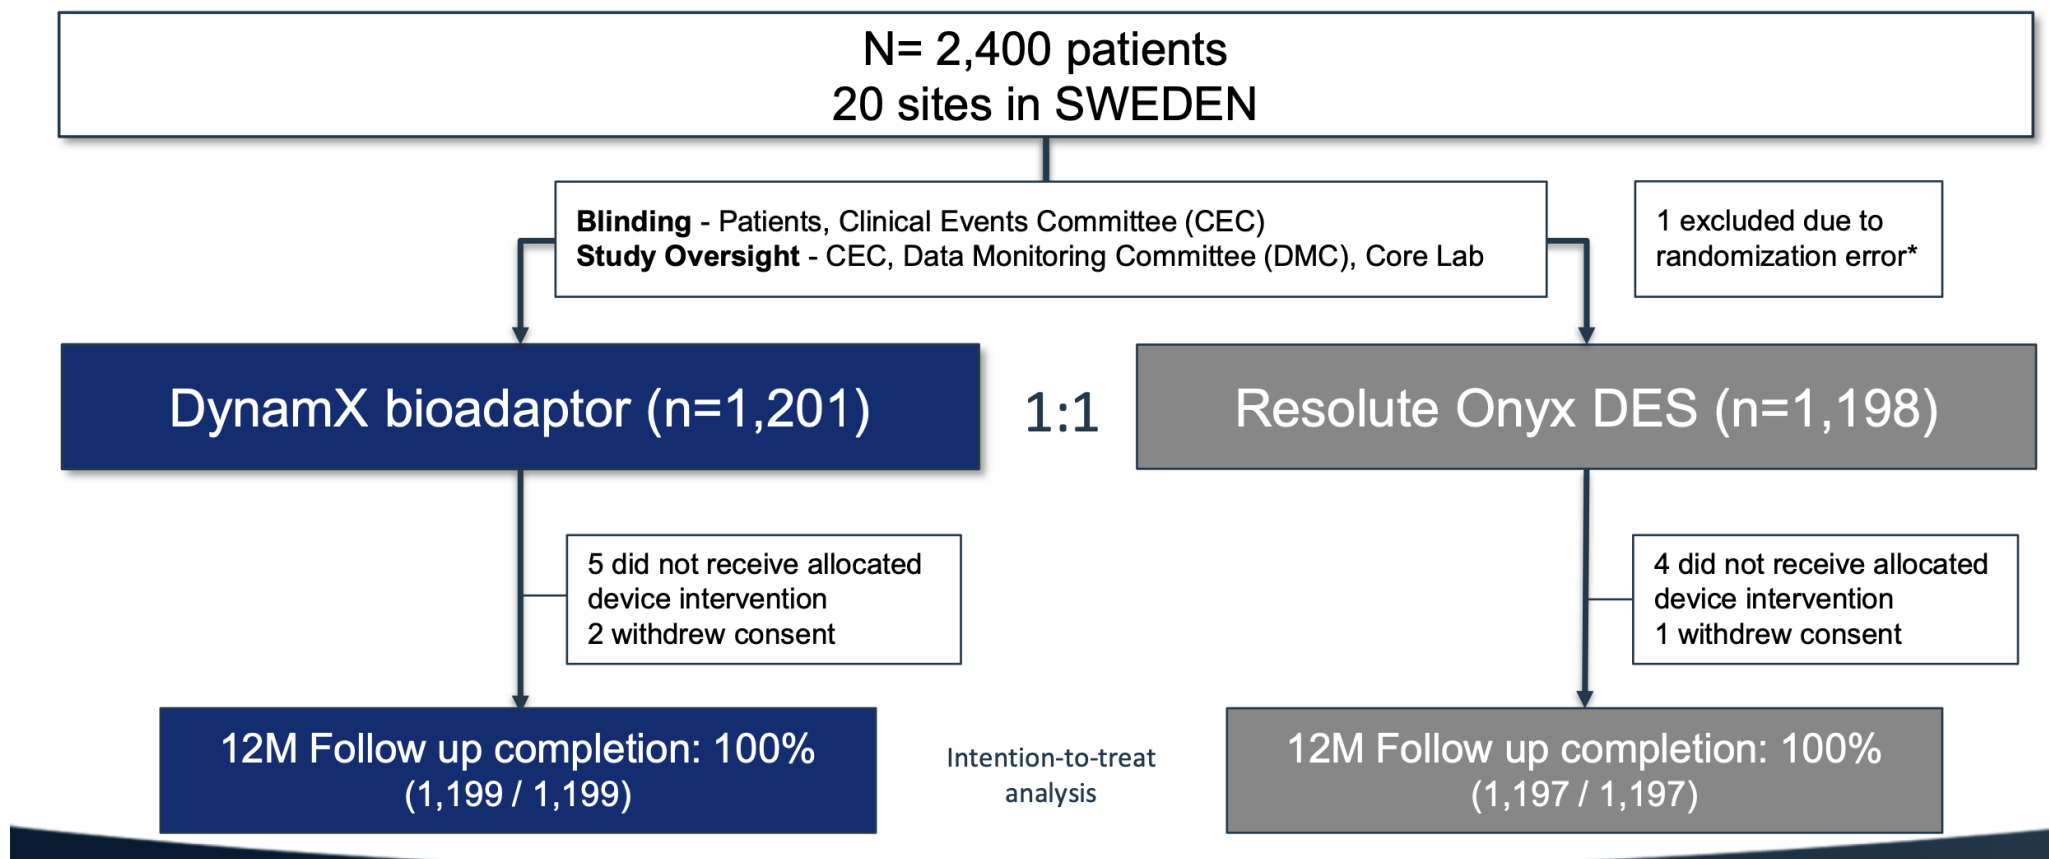 N= 2,400 patients
20 sites in SWEDEN
Blinding - Patients, Clinical Events Committee (CEC)
Study Oversight - CEC, Data Monitoring Committee (DMC), Core Lab
1 excluded due to
randomization error*
DynamX bioadaptor (n=1,201)
1:1
Resolute Onyx DES (n=1,198)
5 did not receive allocated
device intervention
2 withdrew consent
4 did not receive allocated
device intervention
1 withdrew consent
12M Follow up completion: 100%
(1,199 / 1,199)
Intention-to-treat
analysis
12M Follow up completion: 100%
(1,197 / 1,197)